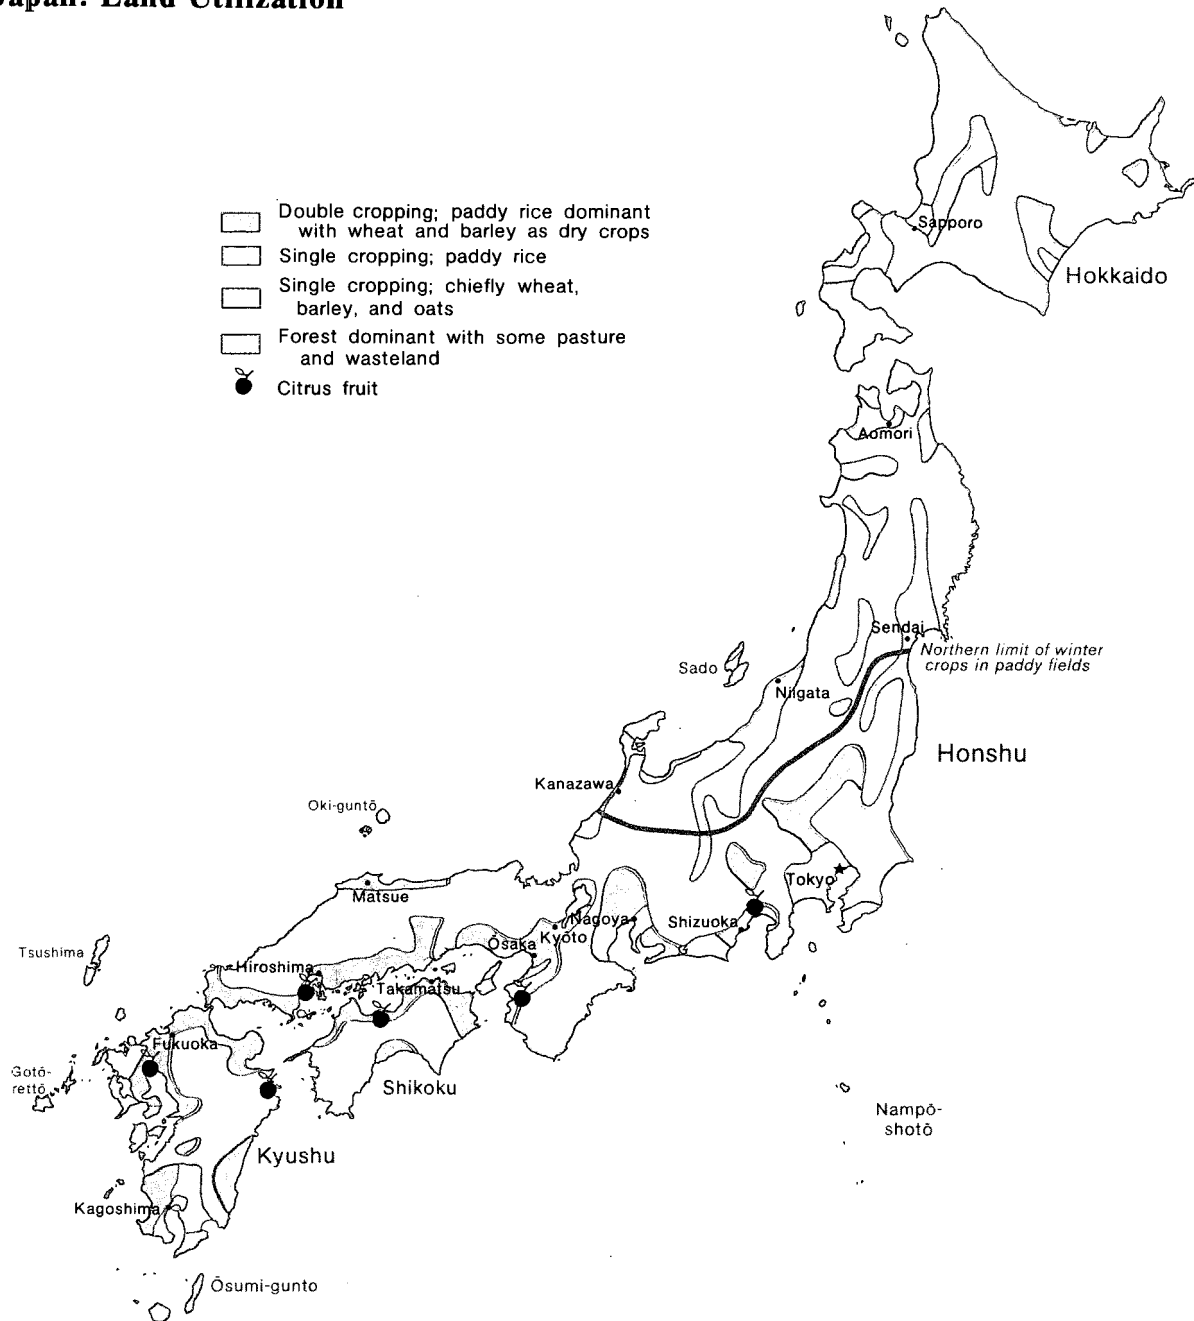 Japan: Land Utilization
Double cropping; paddy rice dominant
with wheat and barley as dry crops
Single cropping; paddy rice
Single cropping; chiefly wheat,
barley, and oats
Forest dominant with some pasture
and wasteland
Citrus fruit
Sapporo
Hokkaido
Aomori
Sendai
Northern limit of winter
crops in paddy fields
Sado
Niigata
Honshu
Kanazawa
Oki-guntō
Tokyo
Matsue
Nagoya
Shizuoka
Kyōto
Ōsaka
Tsushima
Hiroshima
Takamatsu
Fukuoka
Gotō-
rettō
Shikoku
Nampō-
shotō
Kyushu
Kagoshima
Ōsumi-gunto